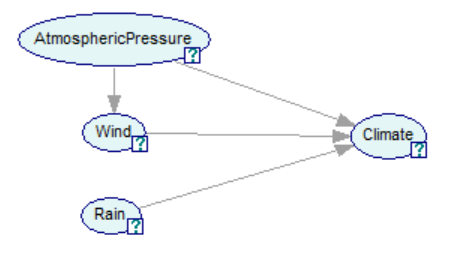 AtmosphericPressure
?
Wind
?
Climate
?
Rain
?